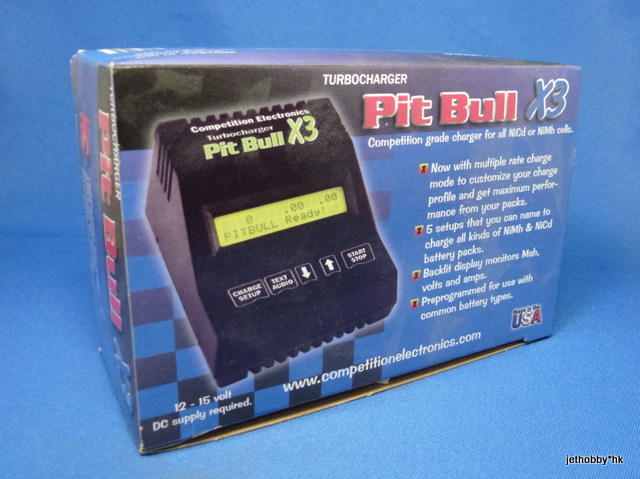 TURBOCHARGER
Pit Bull X3
Competition grade charger for all NiCd or NiMh cells.
Now with multiple rate charge
mode to customize your charge
profile and get maximum perfor-
mance from your packs.
5 setups that you can name to
charge all kinds of NiMh & NiCd
battery packs.
Backlit display monitors Mah,
volts and amps.
Preprogrammed for use with
common battery types.
Made in the
USA
Competition Electronics
Turbocharger
Pit Bull X3
0 .00 .00
PITBULL Ready!
CHARGE
SETUP
TEXT
AUDIO
START
STOP
www.competitionelectronics.com
12 - 15 volt
DC supply required.
TURBOCHARGER
Pit Bull
jethobby*hk